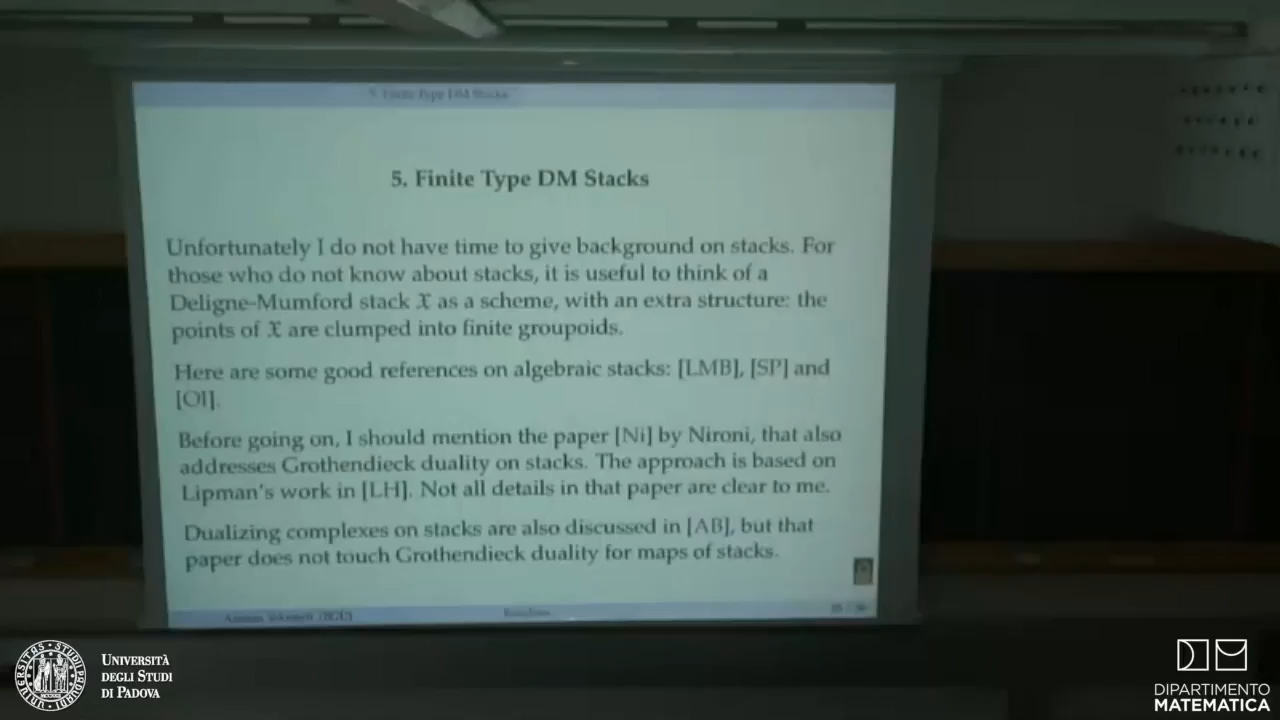 5. Finite Type DM Stacks
5. Finite Type DM Stacks
Unfortunately I do not have time to give background on stacks. For
those who do not know about stacks, it is useful to think of a
Deligne-Mumford stack 𝔛 as a scheme, with an extra structure: the
points of 𝔛 are clumped into finite groupoids.
Here are some good references on algebraic stacks: [LMB], [SP] and
[Ol].
Before going on, I should mention the paper [Ni] by Nironi, that also
addresses Grothendieck duality on stacks. The approach is based on
Lipman's work in [LH]. Not all details in that paper are clear to me.
Dualizing complexes on stacks are also discussed in [AB], but that
paper does not touch Grothendieck duality for maps of stacks.
UNIVERSITÀ
DEGLI STUDI
DI PADOVA
DIPARTIMENTO
MATEMATICA